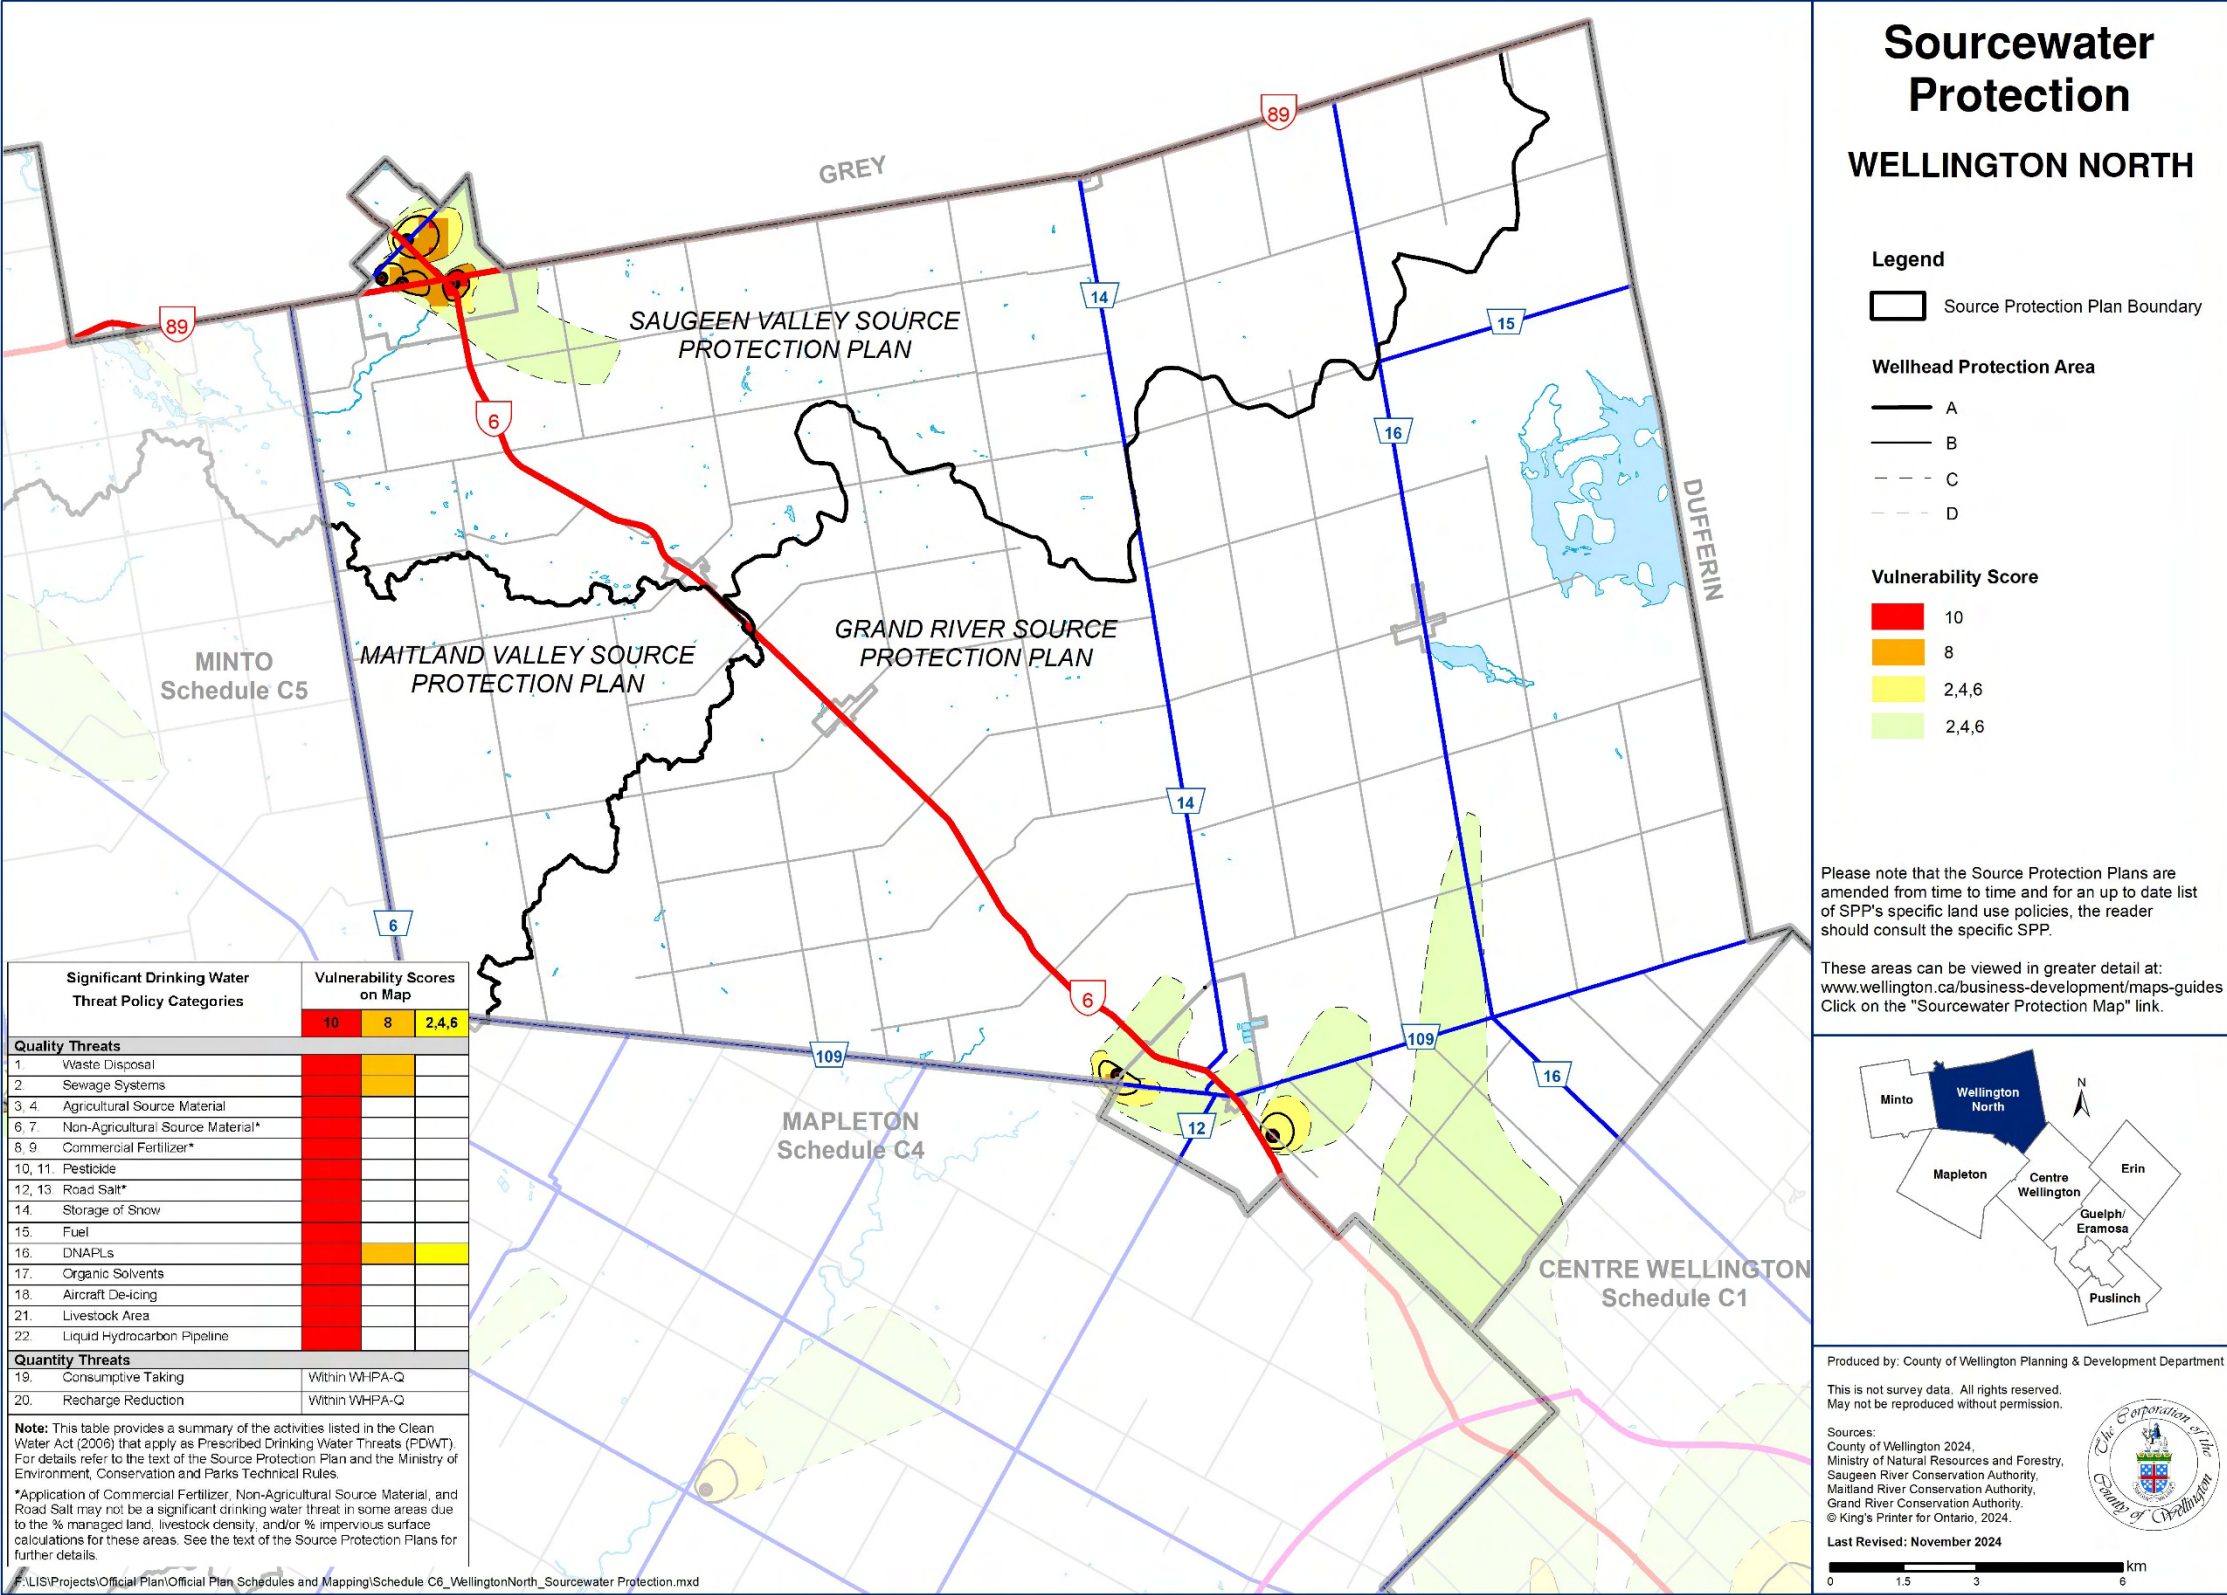 Sourcewater
Protection
WELLINGTON NORTH
Legend
Source Protection Plan Boundary
Wellhead Protection Area
A
B
C
D
Vulnerability Score
10
8
2,4,6
2,4,6
Please note that the Source Protection Plans are
amended from time to time and for an up to date list
of SPP's specific land use policies, the reader
should consult the specific SPP.
These areas can be viewed in greater detail at:
www.wellington.ca/business-development/maps-guides
Click on the "Sourcewater Protection Map" link.
Minto
Wellington
North
N
Mapleton
Centre
Wellington
Erin
Guelph/
Eramosa
Puslinch
Produced by: County of Wellington Planning & Development Department
This is not survey data. All rights reserved.
May not be reproduced without permission.
Sources:
County of Wellington 2024,
Ministry of Natural Resources and Forestry,
Saugeen River Conservation Authority,
Maitland River Conservation Authority,
Grand River Conservation Authority.
© King's Printer for Ontario, 2024.
The Corporation of the
County of Wellington
Last Revised: November 2024
km
0 1.5 3 6
GREY
89
89
SAUGEEN VALLEY SOURCE
PROTECTION PLAN
14
15
6
16
DUFFERIN
MINTO
Schedule C5
MAITLAND VALLEY SOURCE
PROTECTION PLAN
GRAND RIVER SOURCE
PROTECTION PLAN
14
6
6
109
109
16
12
MAPLETON
Schedule C4
CENTRE WELLINGTON
Schedule C1
Significant Drinking Water
Threat Policy Categories
Vulnerability Scores
on Map
10 8 2,4,6
Quality Threats
1. Waste Disposal
2. Sewage Systems
3, 4. Agricultural Source Material
6, 7. Non-Agricultural Source Material*
8, 9. Commercial Fertilizer*
10, 11. Pesticide
12, 13. Road Salt*
14. Storage of Snow
15. Fuel
16. DNAPLs
17. Organic Solvents
18. Aircraft De-icing
21. Livestock Area
22. Liquid Hydrocarbon Pipeline
Quantity Threats
19. Consumptive Taking Within WHPA-Q
20. Recharge Reduction Within WHPA-Q
Note: This table provides a summary of the activities listed in the Clean
Water Act (2006) that apply as Prescribed Drinking Water Threats (PDWT).
For details refer to the text of the Source Protection Plan and the Ministry of
Environment, Conservation and Parks Technical Rules.
*Application of Commercial Fertilizer, Non-Agricultural Source Material, and
Road Salt may not be a significant drinking water threat in some areas due
to the % managed land, livestock density, and/or % impervious surface
calculations for these areas. See the text of the Source Protection Plans for
further details.
F:\LIS\Projects\Official Plan\Official Plan Schedules and Mapping\Schedule C6_WellingtonNorth_Sourcewater Protection.mxd